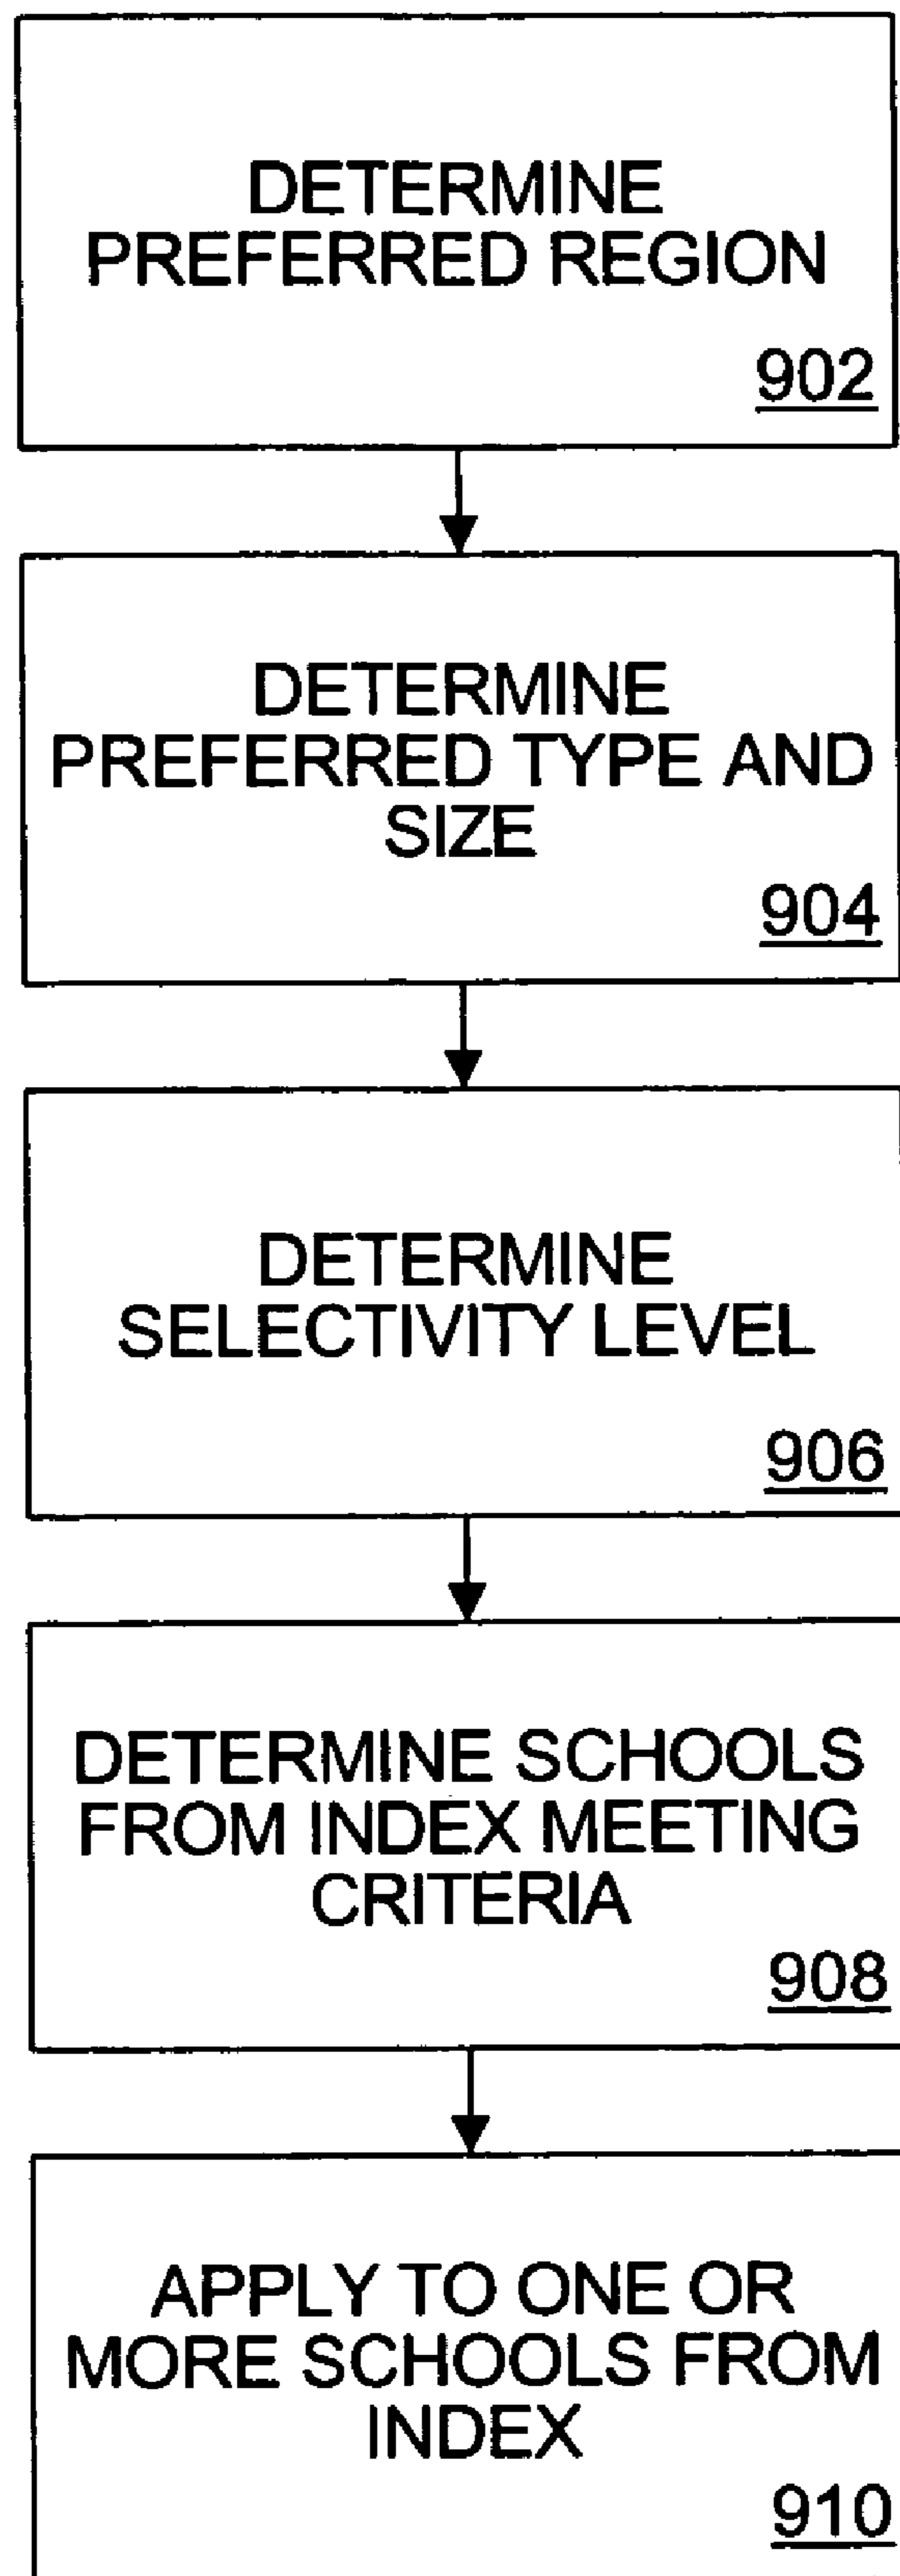 DETERMINE
PREFERRED REGION
902
DETERMINE
PREFERRED TYPE AND
SIZE
904
DETERMINE
SELECTIVITY LEVEL
906
DETERMINE SCHOOLS
FROM INDEX MEETING
CRITERIA
908
APPLY TO ONE OR
MORE SCHOOLS FROM
INDEX
910